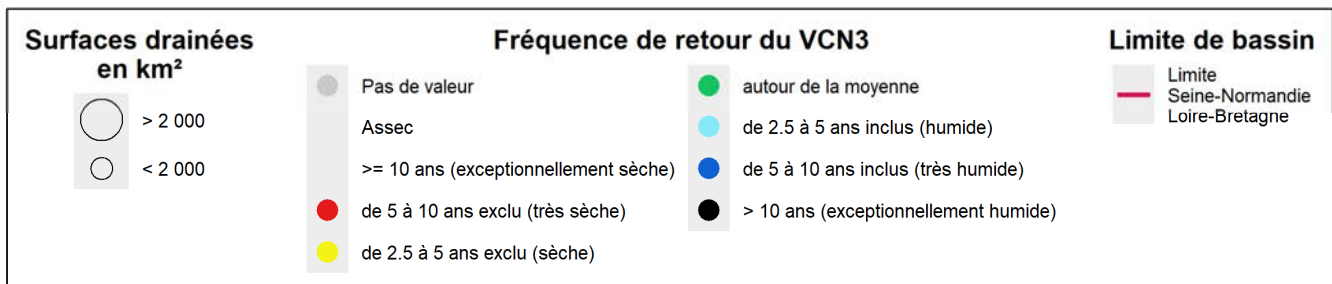 Surfaces drainées
en km²
> 2 000
< 2 000
Fréquence de retour du VCN3
Pas de valeur
Assec
>= 10 ans (exceptionnellement sèche)
de 5 à 10 ans exclu (très sèche)
de 2.5 à 5 ans exclu (sèche)
autour de la moyenne
de 2.5 à 5 ans inclus (humide)
de 5 à 10 ans inclus (très humide)
> 10 ans (exceptionnellement humide)
Limite de bassin
Limite
Seine-Normandie
Loire-Bretagne